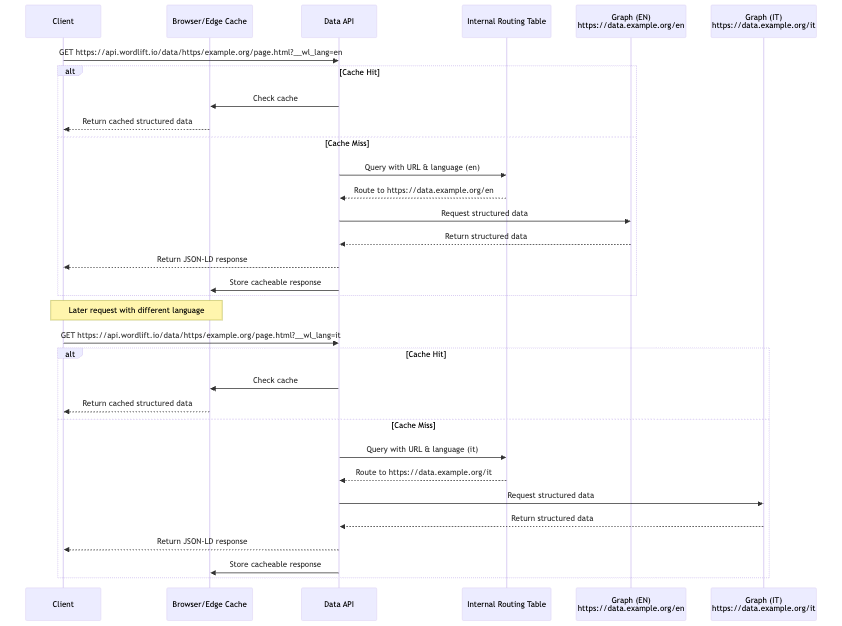 Client
Browser/Edge Cache
Data API
Internal Routing Table
Graph (EN)
https://data.example.org/en
Graph (IT)
https://data.example.org/it
GET https://api.wordlift.io/data/https/example.org/page.html?__wl_lang=en
alt
[Cache Hit]
Check cache
Return cached structured data
[Cache Miss]
Query with URL & language (en)
Route to https://data.example.org/en
Request structured data
Return structured data
Return JSON-LD response
Store cacheable response
Later request with different language
GET https://api.wordlift.io/data/https/example.org/page.html?__wl_lang=it
alt
[Cache Hit]
Check cache
Return cached structured data
[Cache Miss]
Query with URL & language (it)
Route to https://data.example.org/it
Request structured data
Return structured data
Return JSON-LD response
Store cacheable response
Client
Browser/Edge Cache
Data API
Internal Routing Table
Graph (EN)
https://data.example.org/en
Graph (IT)
https://data.example.org/it